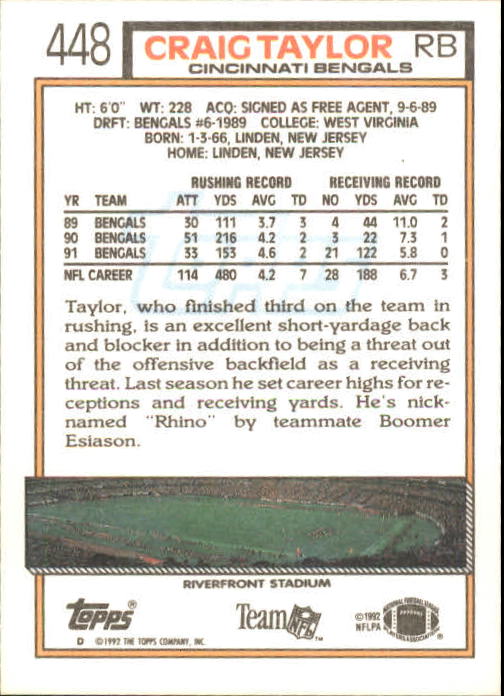 448 CRAIG TAYLOR RB
CINCINNATI BENGALS
HT: 6'0" WT: 228 ACQ: SIGNED AS FREE AGENT, 9-6-89
DRFT: BENGALS #6-1989 COLLEGE: WEST VIRGINIA
BORN: 1-3-66, LINDEN, NEW JERSEY
HOME: LINDEN, NEW JERSEY
RUSHING RECORD RECEIVING RECORD
YR TEAM ATT YDS AVG TD NO YDS AVG TD
89 BENGALS 30 111 3.7 3 4 44 11.0 2
90 BENGALS 51 216 4.2 2 3 22 7.3 1
91 BENGALS 33 153 4.6 2 21 122 5.8 0
NFL CAREER 114 480 4.2 7 28 188 6.7 3
Taylor, who finished third on the team in
rushing, is an excellent short-yardage back
and blocker in addition to being a threat out
of the offensive backfield as a receiving
threat. Last season he set career highs for re-
ceptions and receiving yards. He's nick-
named "Rhino" by teammate Boomer
Esiason.
RIVERFRONT STADIUM
Topps Team NFL TM ©1992 NFLPA
D ©1992 THE TOPPS COMPANY, INC.